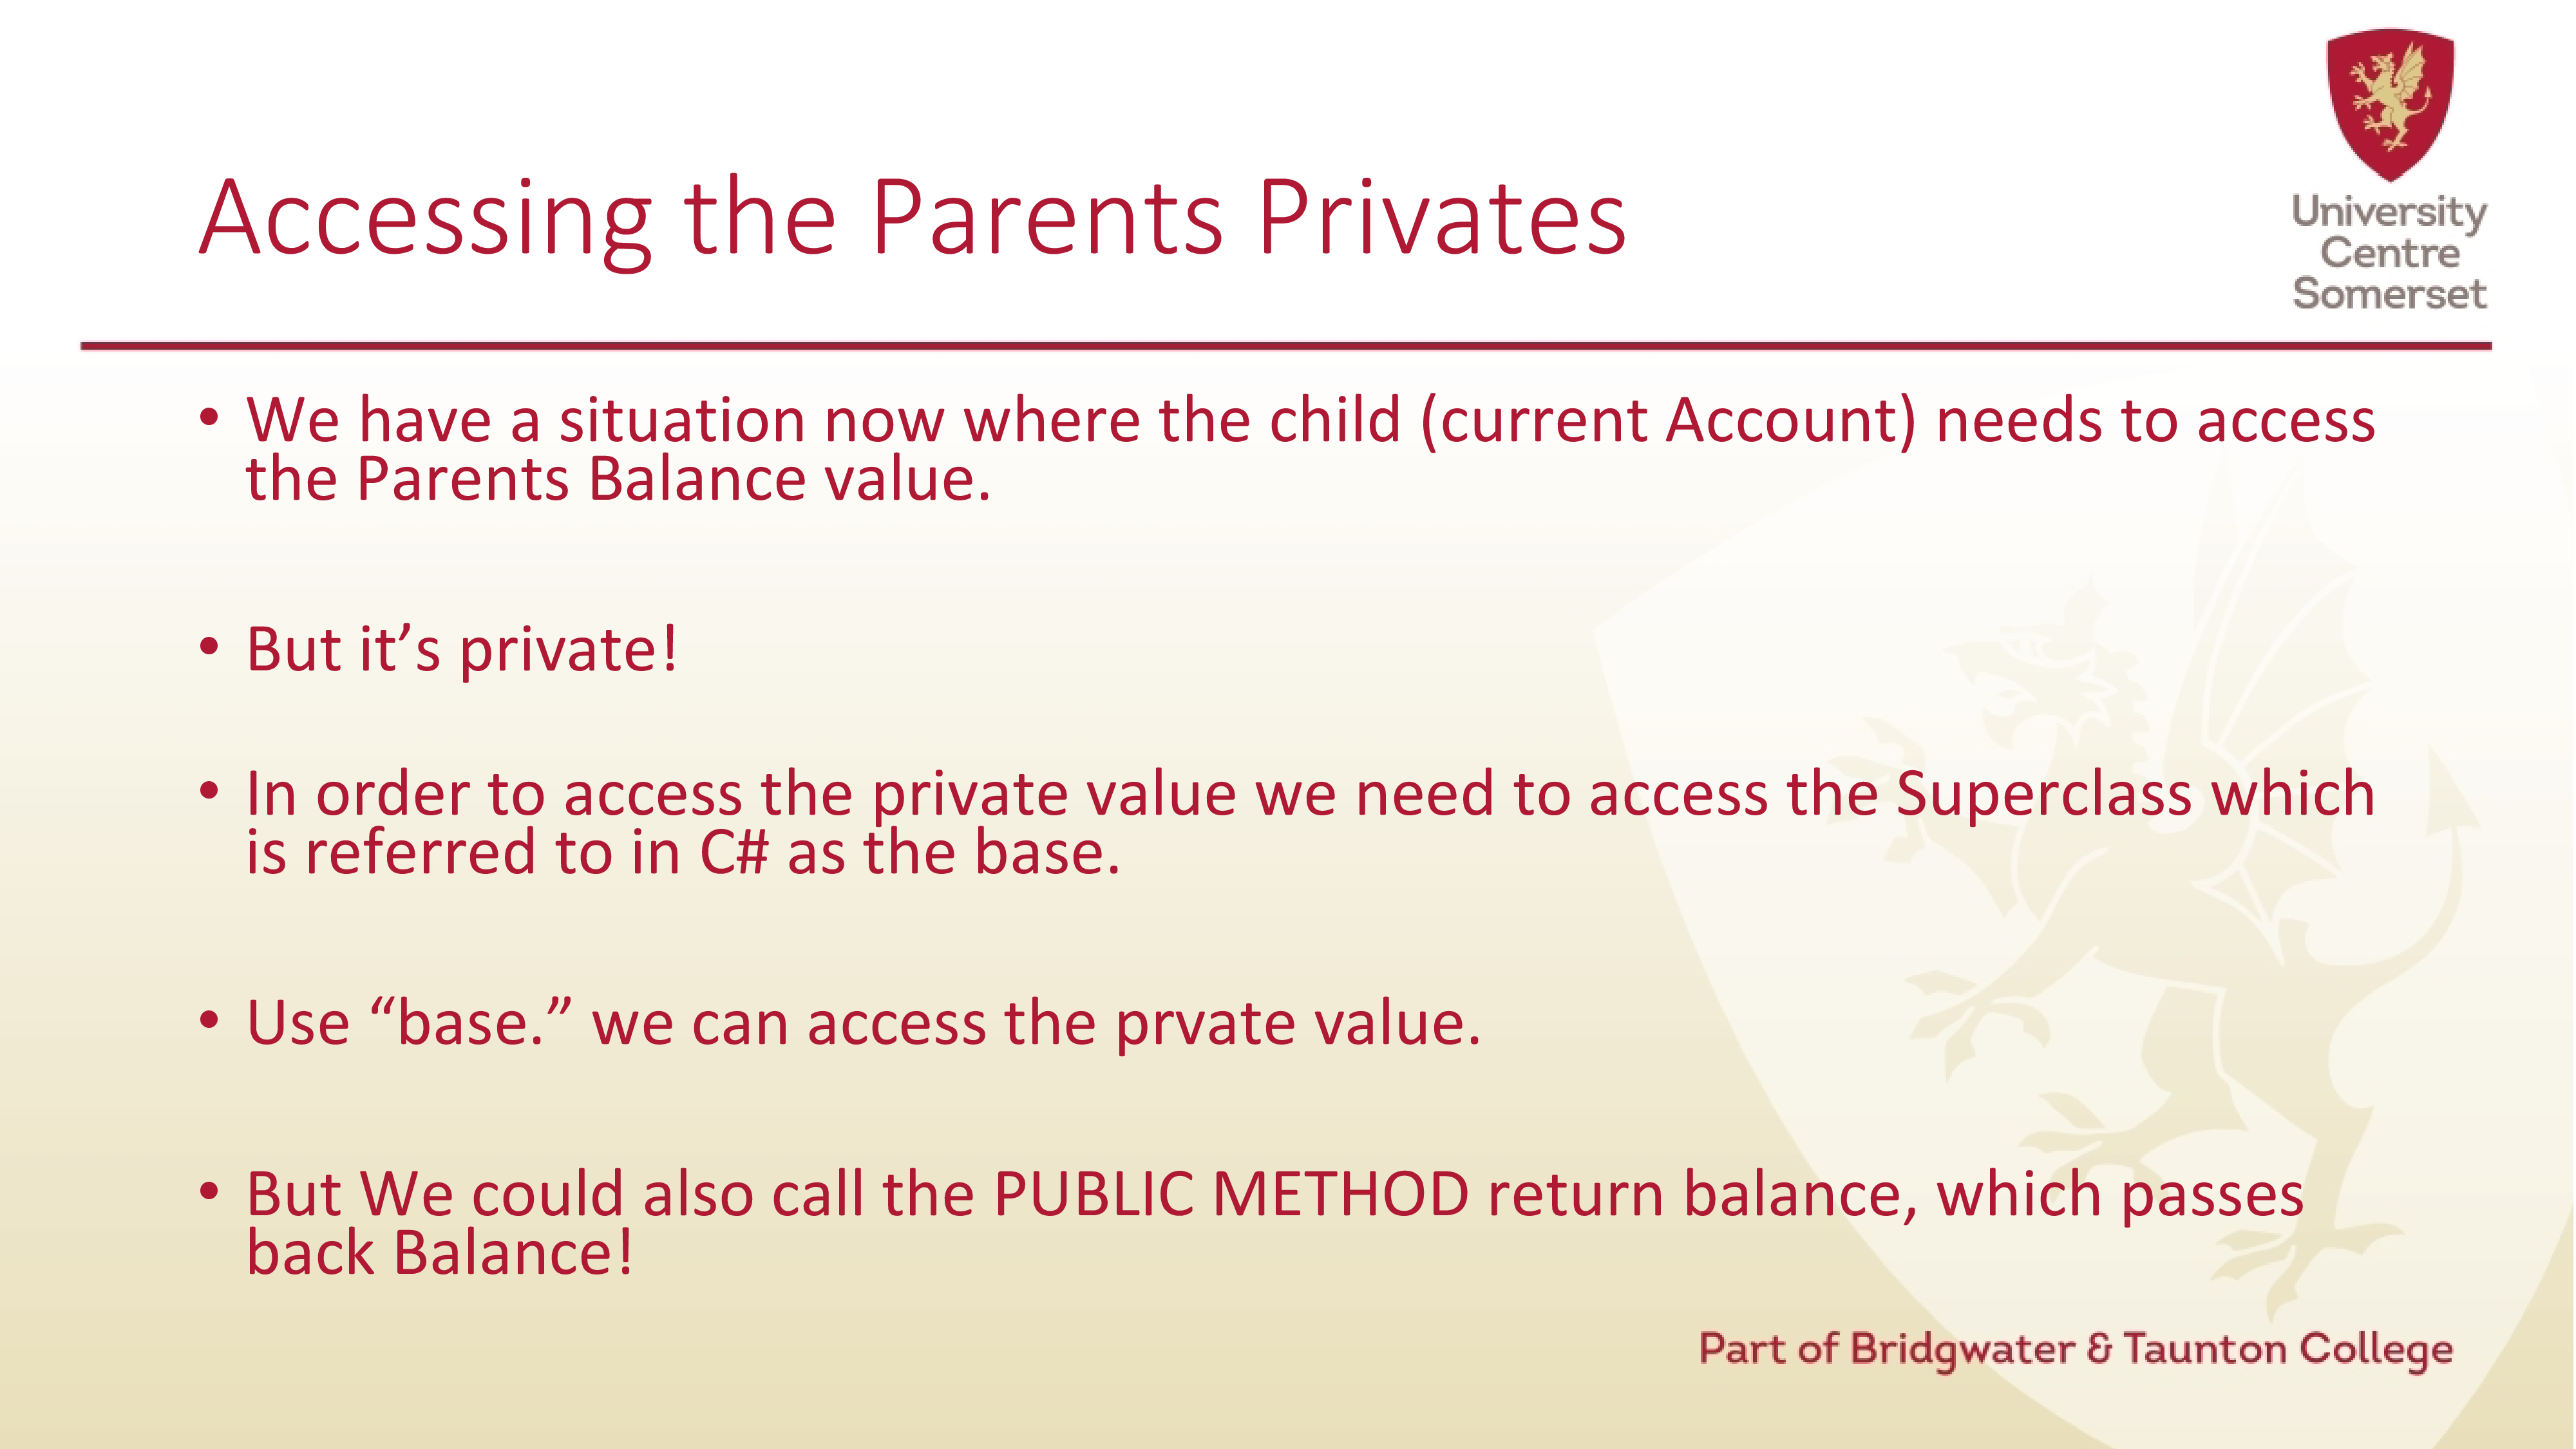 University
Centre
Somerset
Accessing the Parents Privates
• We have a situation now where the child (current Account) needs to access
the Parents Balance value.
• But it’s private!
• In order to access the private value we need to access the Superclass which
is referred to in C# as the base.
• Use “base.” we can access the prvate value.
• But We could also call the PUBLIC METHOD return balance, which passes
back Balance!
Part of Bridgwater & Taunton College